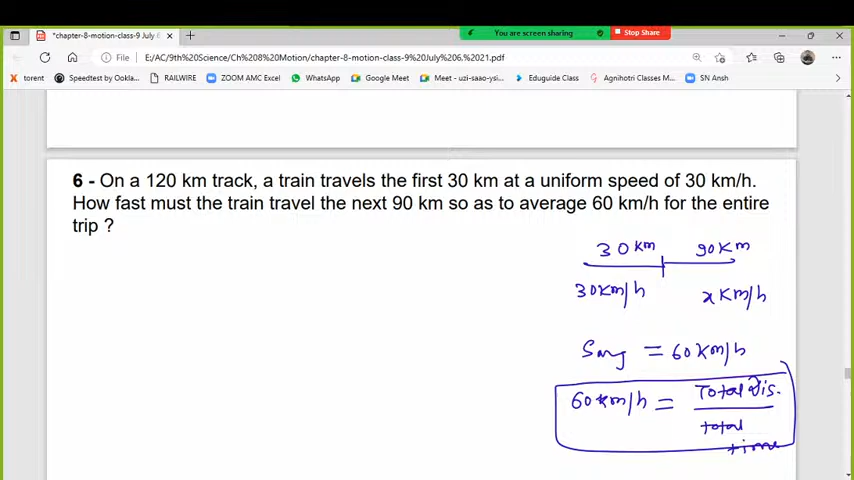 *chapter-8-motion-class-9 July 6
You are screen sharing
Stop Share
File
E:/AC/9th%20Science/Ch%208%20Motion/chapter-8-motion-class-9%20July%206,%2021.pdf
torent
Speedtest by Ookla...
RAILWIRE
ZOOM AMC Excel
WhatsApp
Google Meet
Meet - uzi-saao-ysi...
Eduguide Class
Agnihotri Classes M...
SN Ansh
6 - On a 120 km track, a train travels the first 30 km at a uniform speed of 30 km/h.
How fast must the train travel the next 90 km so as to average 60 km/h for the entire
trip ?
30 km 90 Km
30 Km/h x Km/h
Savg = 60 Km/h
60 Km/h = Total dis.
total
time